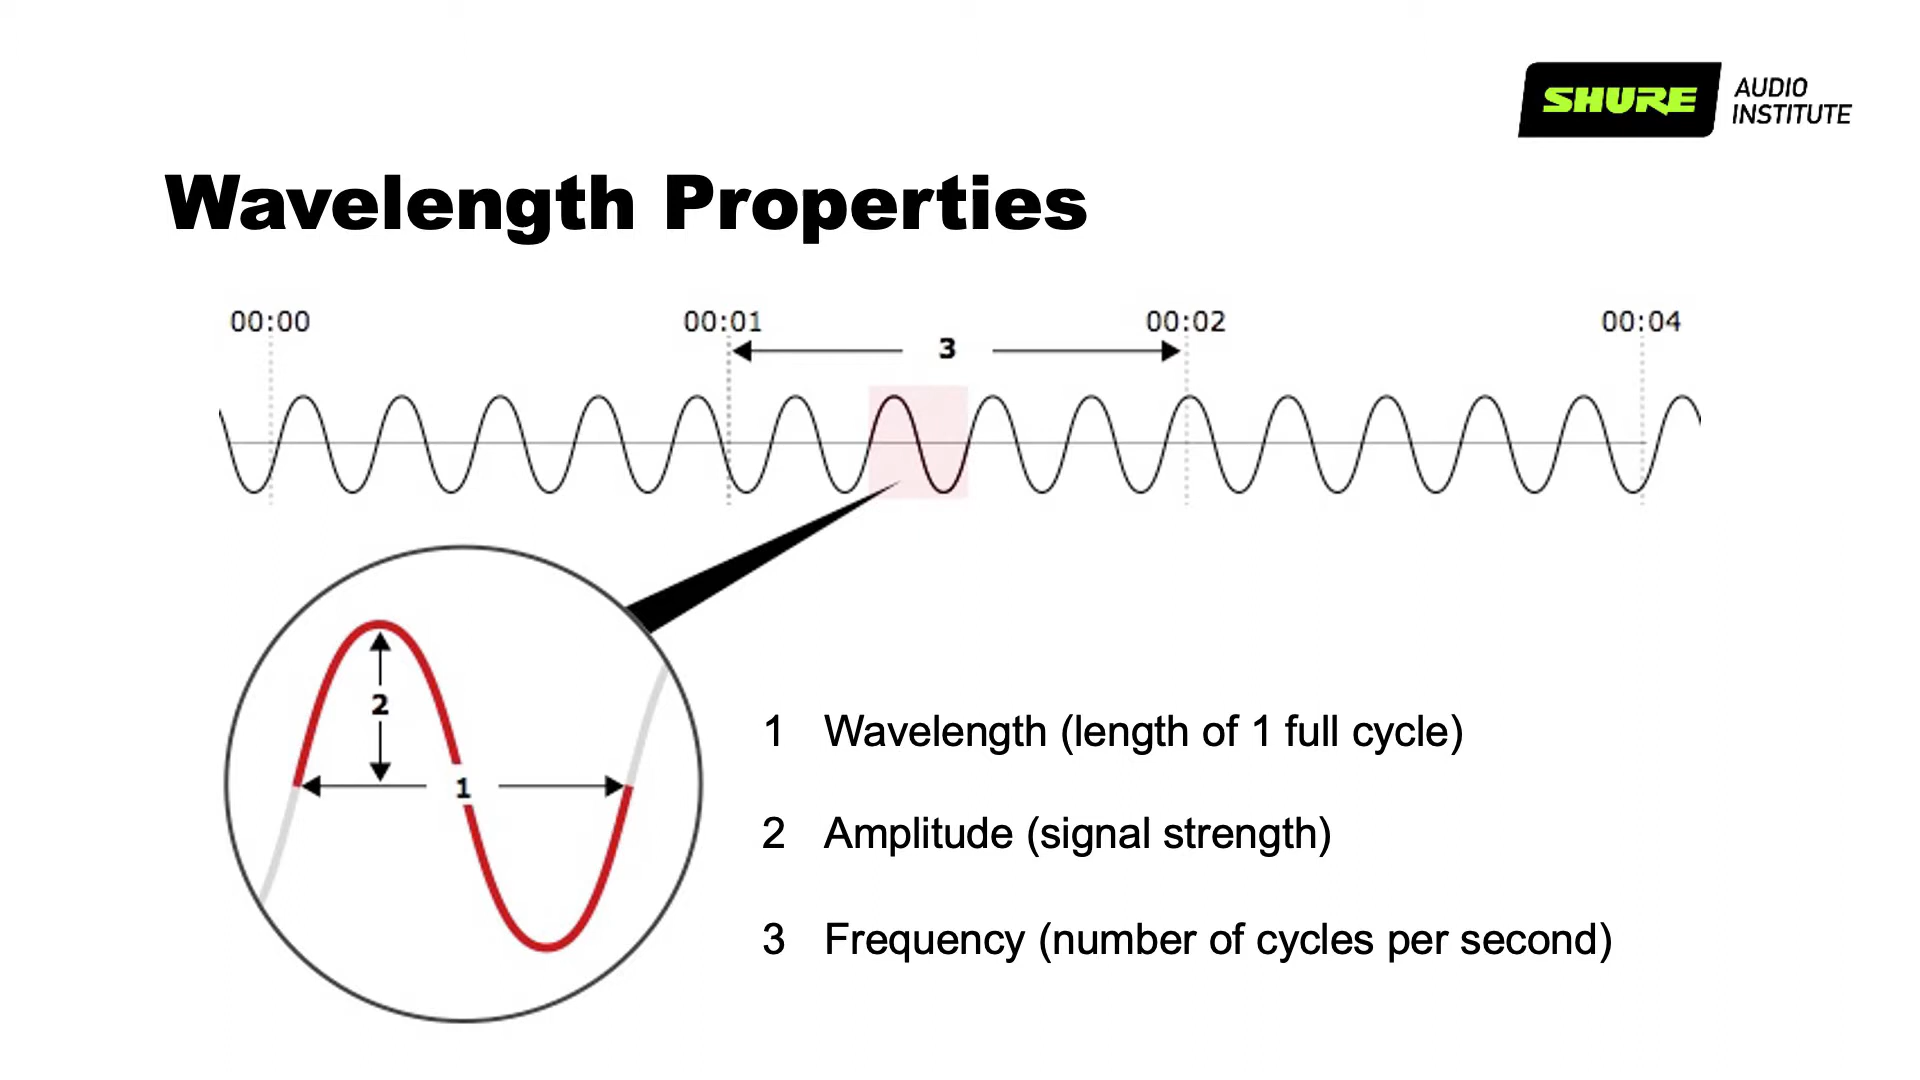 SHURE
AUDIO
INSTITUTE
Wavelength Properties
00:00 00:01 00:02 00:04
3
2
1
1 Wavelength (length of 1 full cycle)
2 Amplitude (signal strength)
3 Frequency (number of cycles per second)